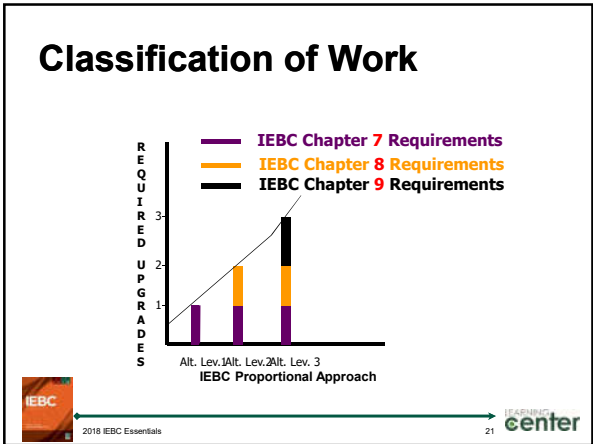 Classification of Work
IEBC Chapter 7 Requirements
IEBC Chapter 8 Requirements
IEBC Chapter 9 Requirements
REQUIRED UPGRADES
3
2
1
Alt. Lev.1 Alt. Lev.2 Alt. Lev. 3
IEBC Proportional Approach
IEBC
2018 IEBC Essentials
21
LEARNING
center